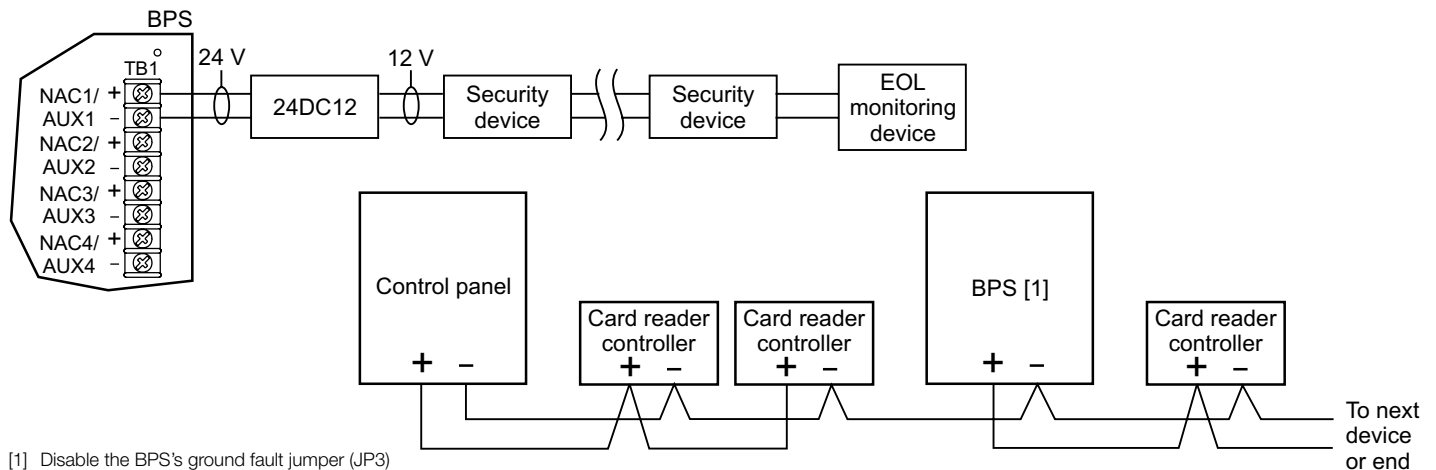 BPS
TB1
24 V
12 V
NAC1/ +
AUX1 –
NAC2/ +
AUX2 –
NAC3/ +
AUX3 –
NAC4/ +
AUX4 –
24DC12
Security
device
Security
device
EOL
monitoring
device
Control panel
+ –
Card reader
controller
+ –
Card reader
controller
+ –
BPS [1]
+ –
Card reader
controller
+ –
To next
device
or end
[1] Disable the BPS's ground fault jumper (JP3)